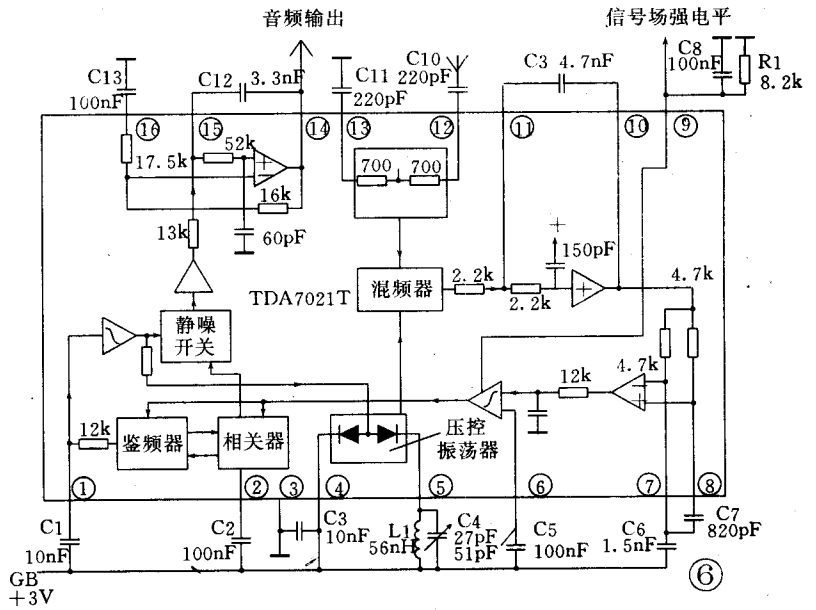 音频输出
信号场强电平
C13
100nF
C12
3.3nF
C11
220pF
C10
220pF
C3
4.7nF
C8
100nF
R1
8.2k
⑯
⑮
⑭
⑬
⑫
⑪
⑩
⑨
17.5k
52k
16k
13k
60pF
700
700
150pF
TDA7021T
混频器
2.2k
2.2k
4.7k
静噪
开关
12k
鉴频器
相关器
压控
振荡器
12k
4.7k
①
②
③
④
⑤
⑥
⑦
⑧
C1
10nF
C2
100nF
C3
10nF
L1
56nH
C4
27pF
51pF
C5
100nF
C6
1.5nF
C7
820pF
GB
+3V
⑥